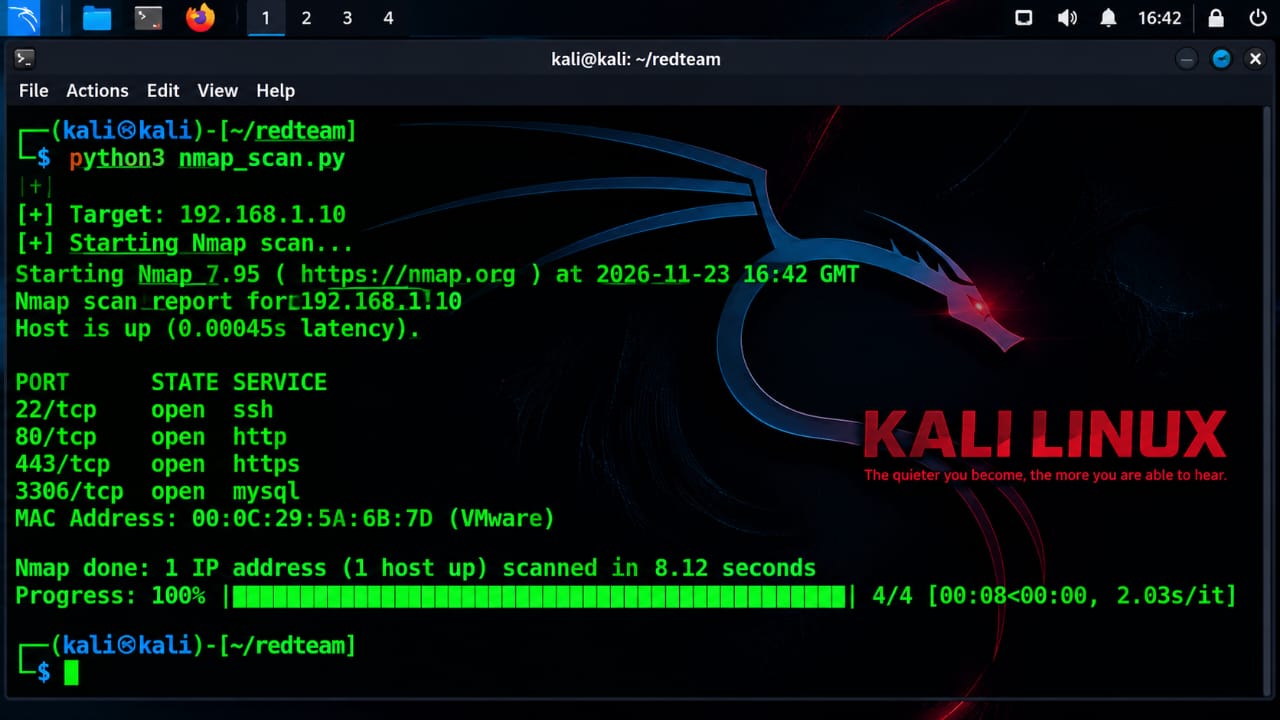 1 2 3 4 16:42
kali@kali: ~/redteam
File Actions Edit View Help
┌──(kali㉿kali)-[~/redteam]
└─$ python3 nmap_scan.py
[+]
[+] Target: 192.168.1.10
[+] Starting Nmap scan...
Starting Nmap 7.95 ( https://nmap.org ) at 2026-11-23 16:42 GMT
Nmap scan report for 192.168.1.10
Host is up (0.00045s latency).
PORT STATE SERVICE
22/tcp open ssh
80/tcp open http
443/tcp open https
3306/tcp open mysql
MAC Address: 00:0C:29:5A:6B:7D (VMware)
KALI LINUX
The quieter you become, the more you are able to hear.
Nmap done: 1 IP address (1 host up) scanned in 8.12 seconds
Progress: 100% |█████████████████████████████████████████████| 4/4 [00:08<00:00, 2.03s/it]
┌──(kali㉿kali)-[~/redteam]
└─$